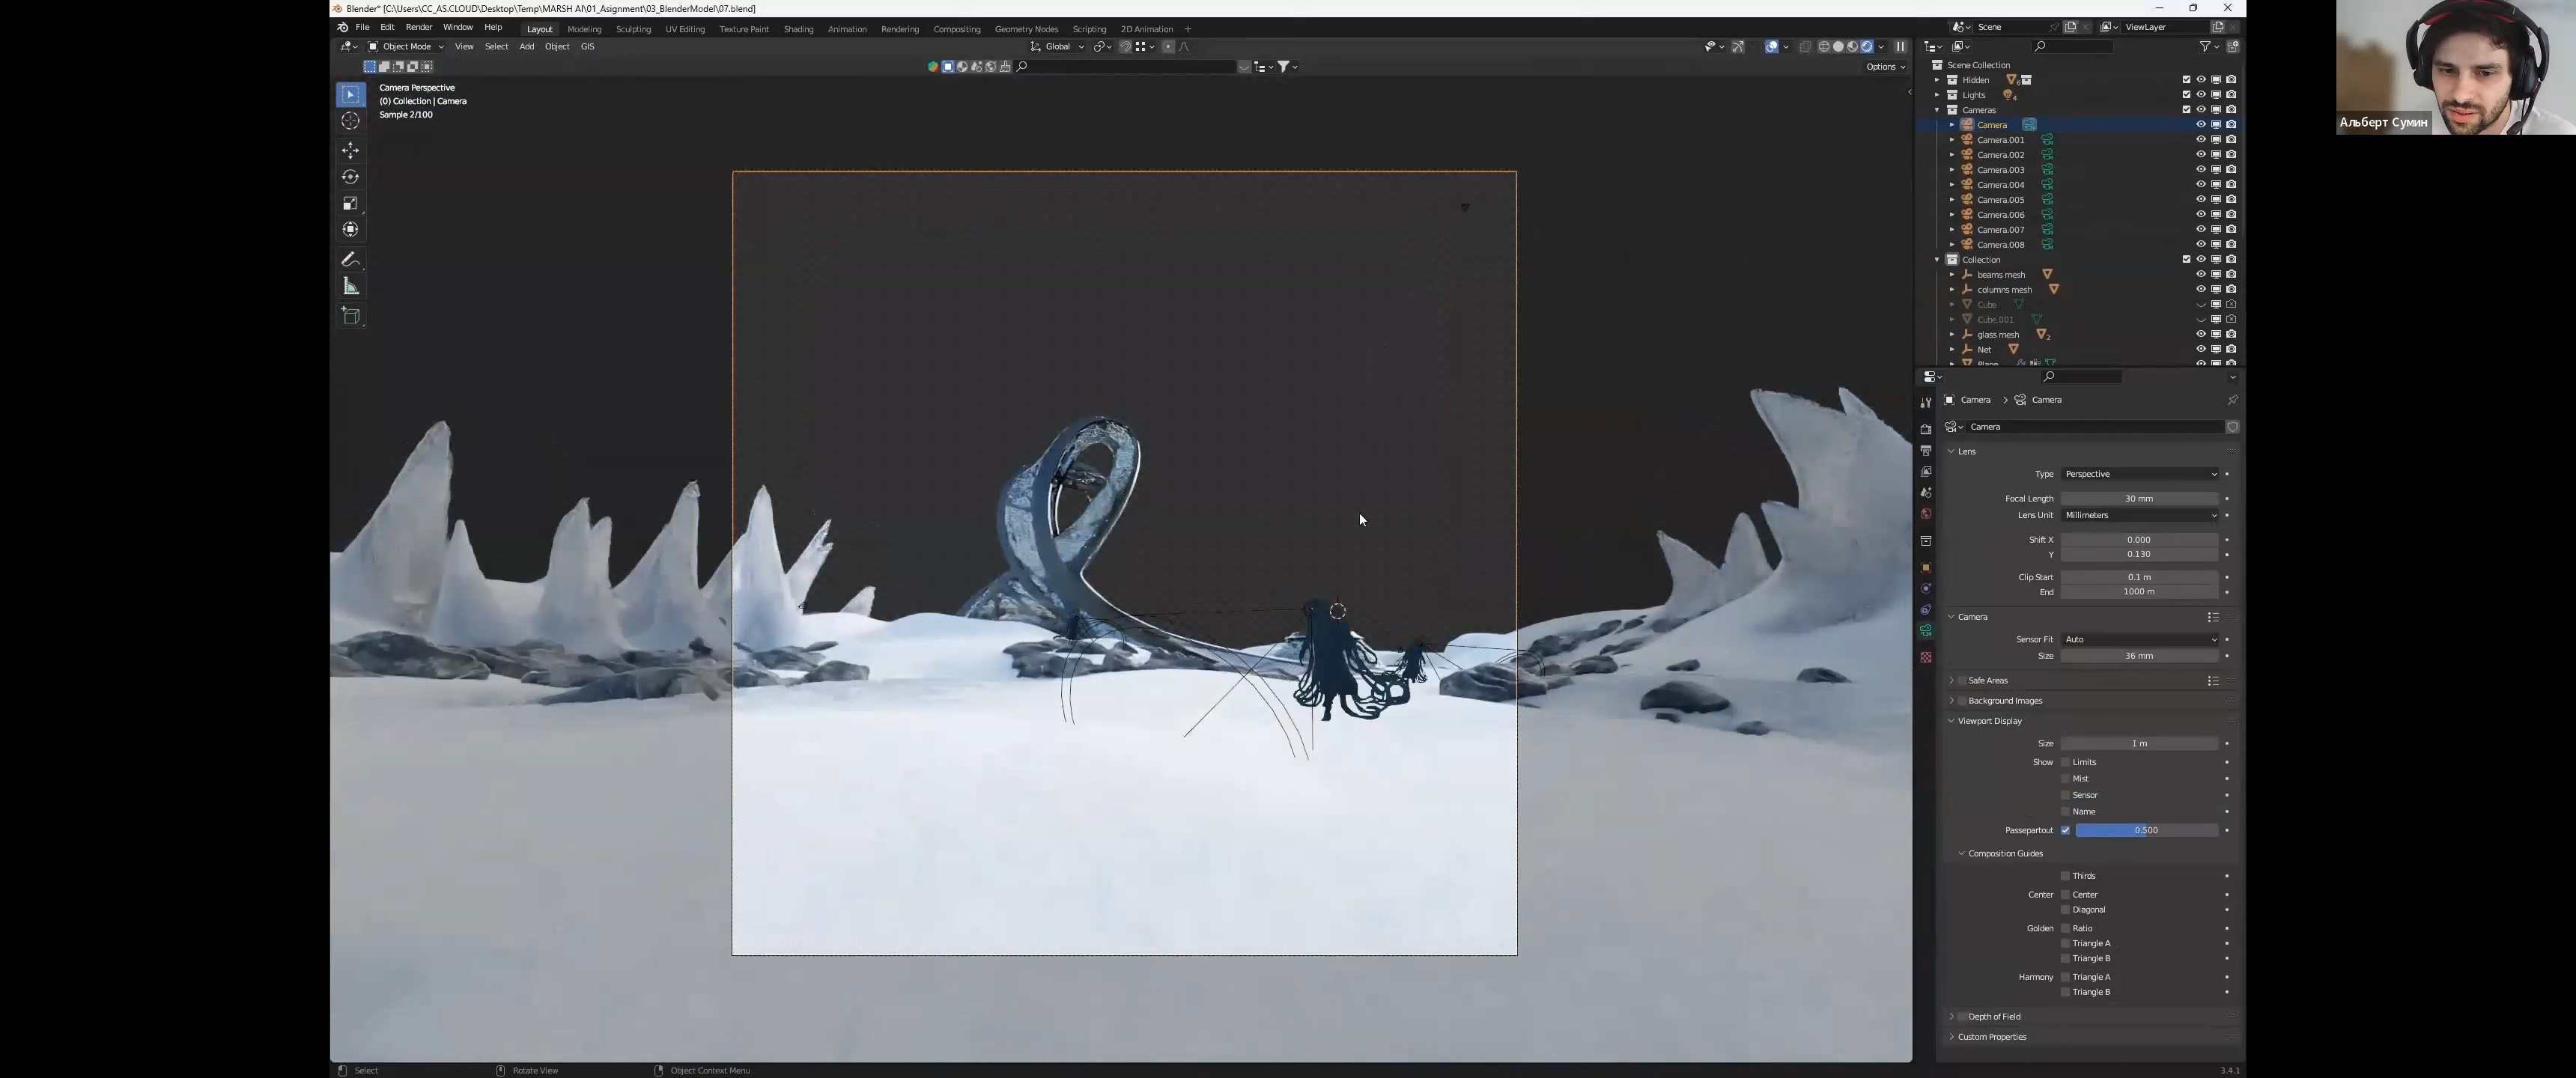 Blender* [C:\Users\CC_AS.CLOUD\Desktop\Temp\MARSH AI\01_Asignment\03_BlenderModel\07.blend]
File Edit Render Window Help Layout Modeling Sculpting UV Editing Texture Paint Shading Animation Rendering Compositing Geometry Nodes Scripting 2D Animation + Scene ViewLayer
Object Mode View Select Add Object GIS Global
Options
Camera Perspective
(0) Collection | Camera
Sample 2/100
Scene Collection
Hidden 6
Lights 4
Cameras
Camera
Camera.001
Camera.002
Camera.003
Camera.004
Camera.005
Camera.006
Camera.007
Camera.008
Collection
beams mesh
columns mesh
Cube
Cube.001
glass mesh 2
Net
Plane
Camera > Camera
Camera
Lens
Type Perspective
Focal Length 30 mm
Lens Unit Millimeters
Shift X 0.000
Y 0.130
Clip Start 0.1 m
End 1000 m
Camera
Sensor Fit Auto
Size 36 mm
Safe Areas
Background Images
Viewport Display
Size 1 m
Show Limits
Mist
Sensor
Name
Passepartout 0.500
Composition Guides
Thirds
Center Center
Diagonal
Golden Ratio
Triangle A
Triangle B
Harmony Triangle A
Triangle B
Depth of Field
Custom Properties
Select Rotate View Object Context Menu 3.4.1
Альберт Сумин